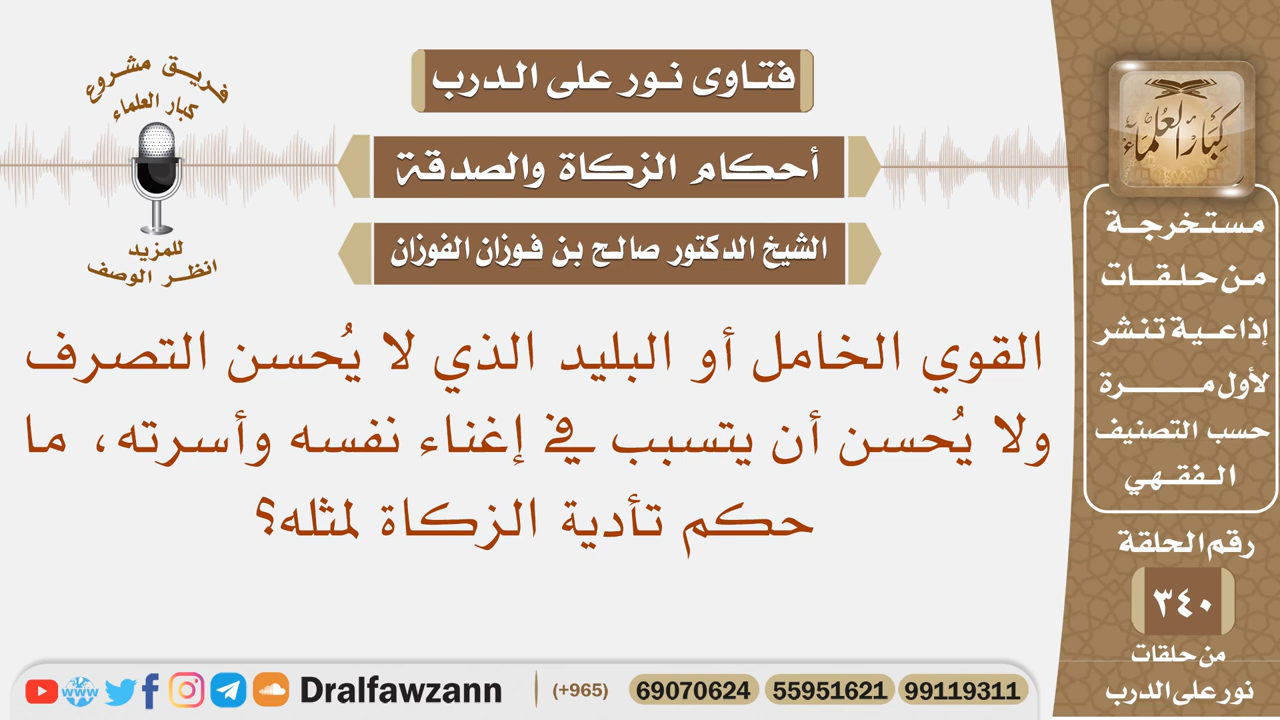 فتاوى نور على الدرب
أحكام الزكاة والصدقة
الشيخ الدكتور صالح بن فوزان الفوزان
فريق مشروع
كبار العلماء
للمزيد
انظر الوصف
القوي الخامل أو البليد الذي لا يُحسن التصرف
ولا يُحسن أن يتسبب في إغناء نفسه وأسرته، ما
حكم تأدية الزكاة لمثله؟
كبار العلماء
مستخرجة
من حلقات
إذاعية تنشر
لأول مرة
حسب التصنيف
الفقهي
رقم الحلقة
٣٤٠
من حلقات
نور على الدرب
www Dralfawzann (+965) 69070624 55951621 99119311